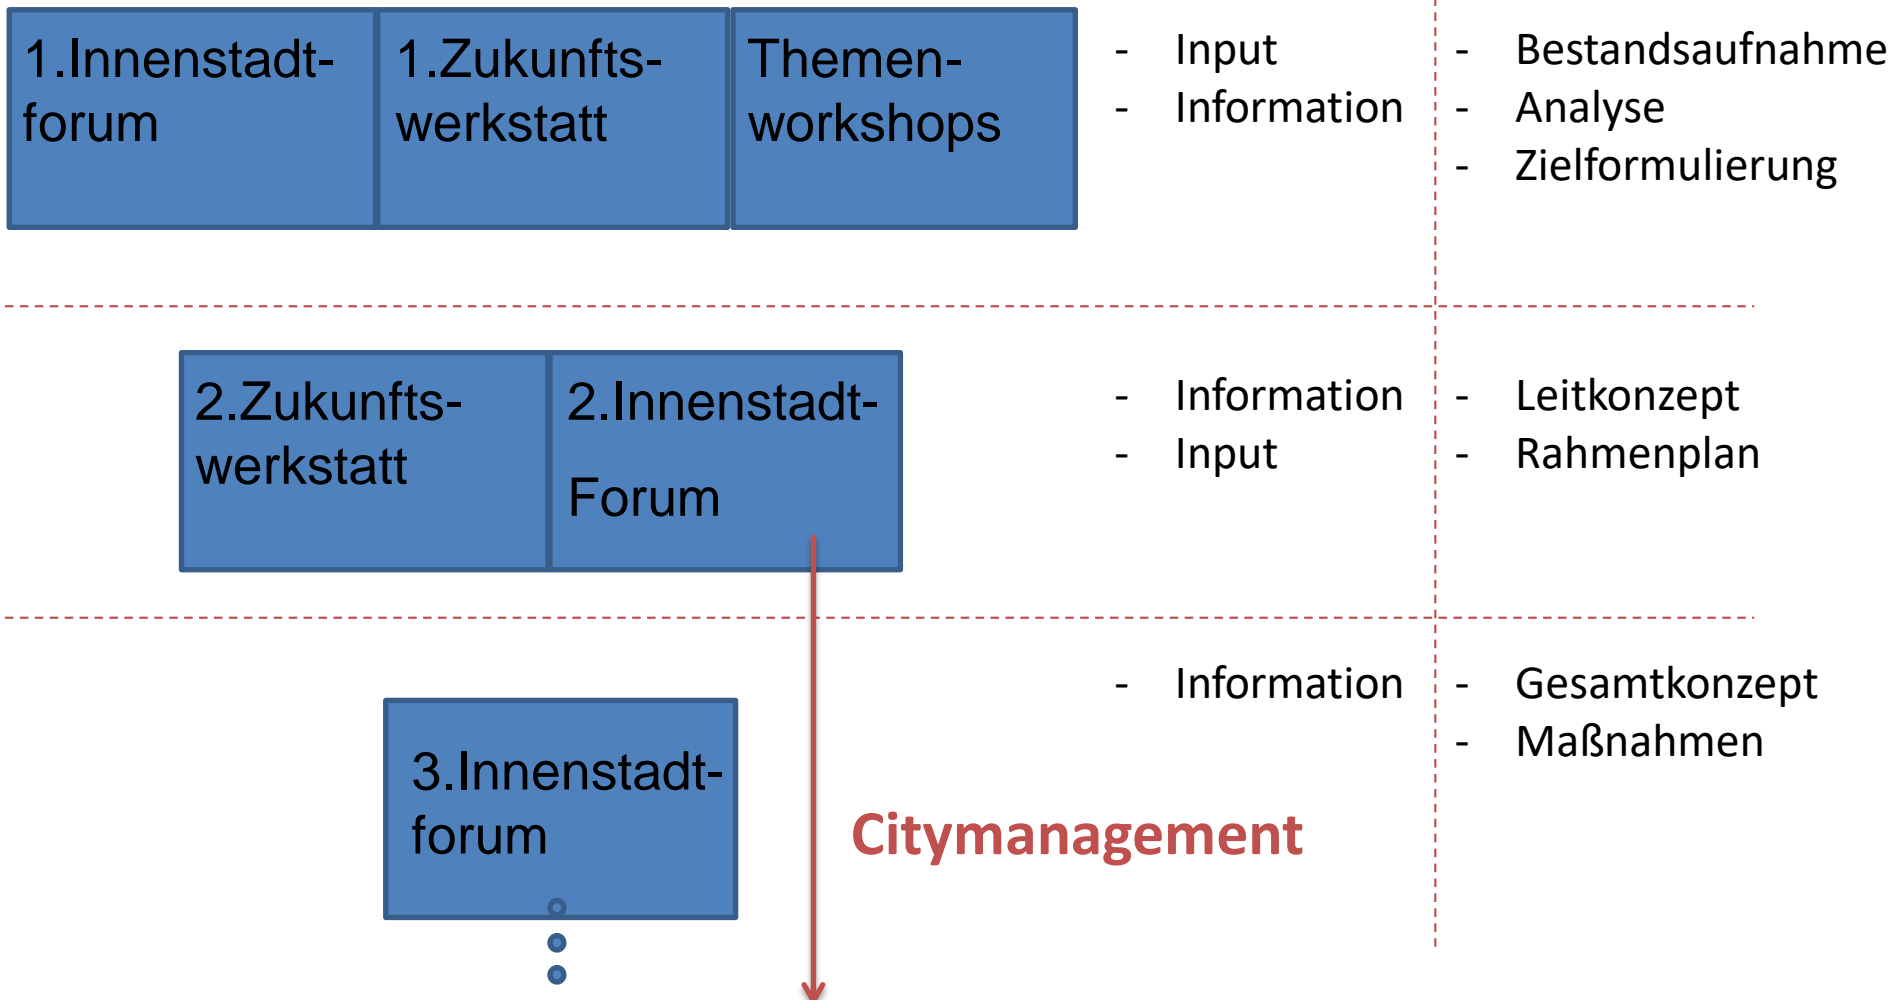 1.Innenstadt-
forum
1.Zukunfts-
werkstatt
Themen-
workshops
- Input
- Information
- Bestandsaufnahme
- Analyse
- Zielformulierung
2.Zukunfts-
werkstatt
2.Innenstadt-
Forum
- Information
- Input
- Leitkonzept
- Rahmenplan
3.Innenstadt-
forum
Citymanagement
- Information
- Gesamtkonzept
- Maßnahmen